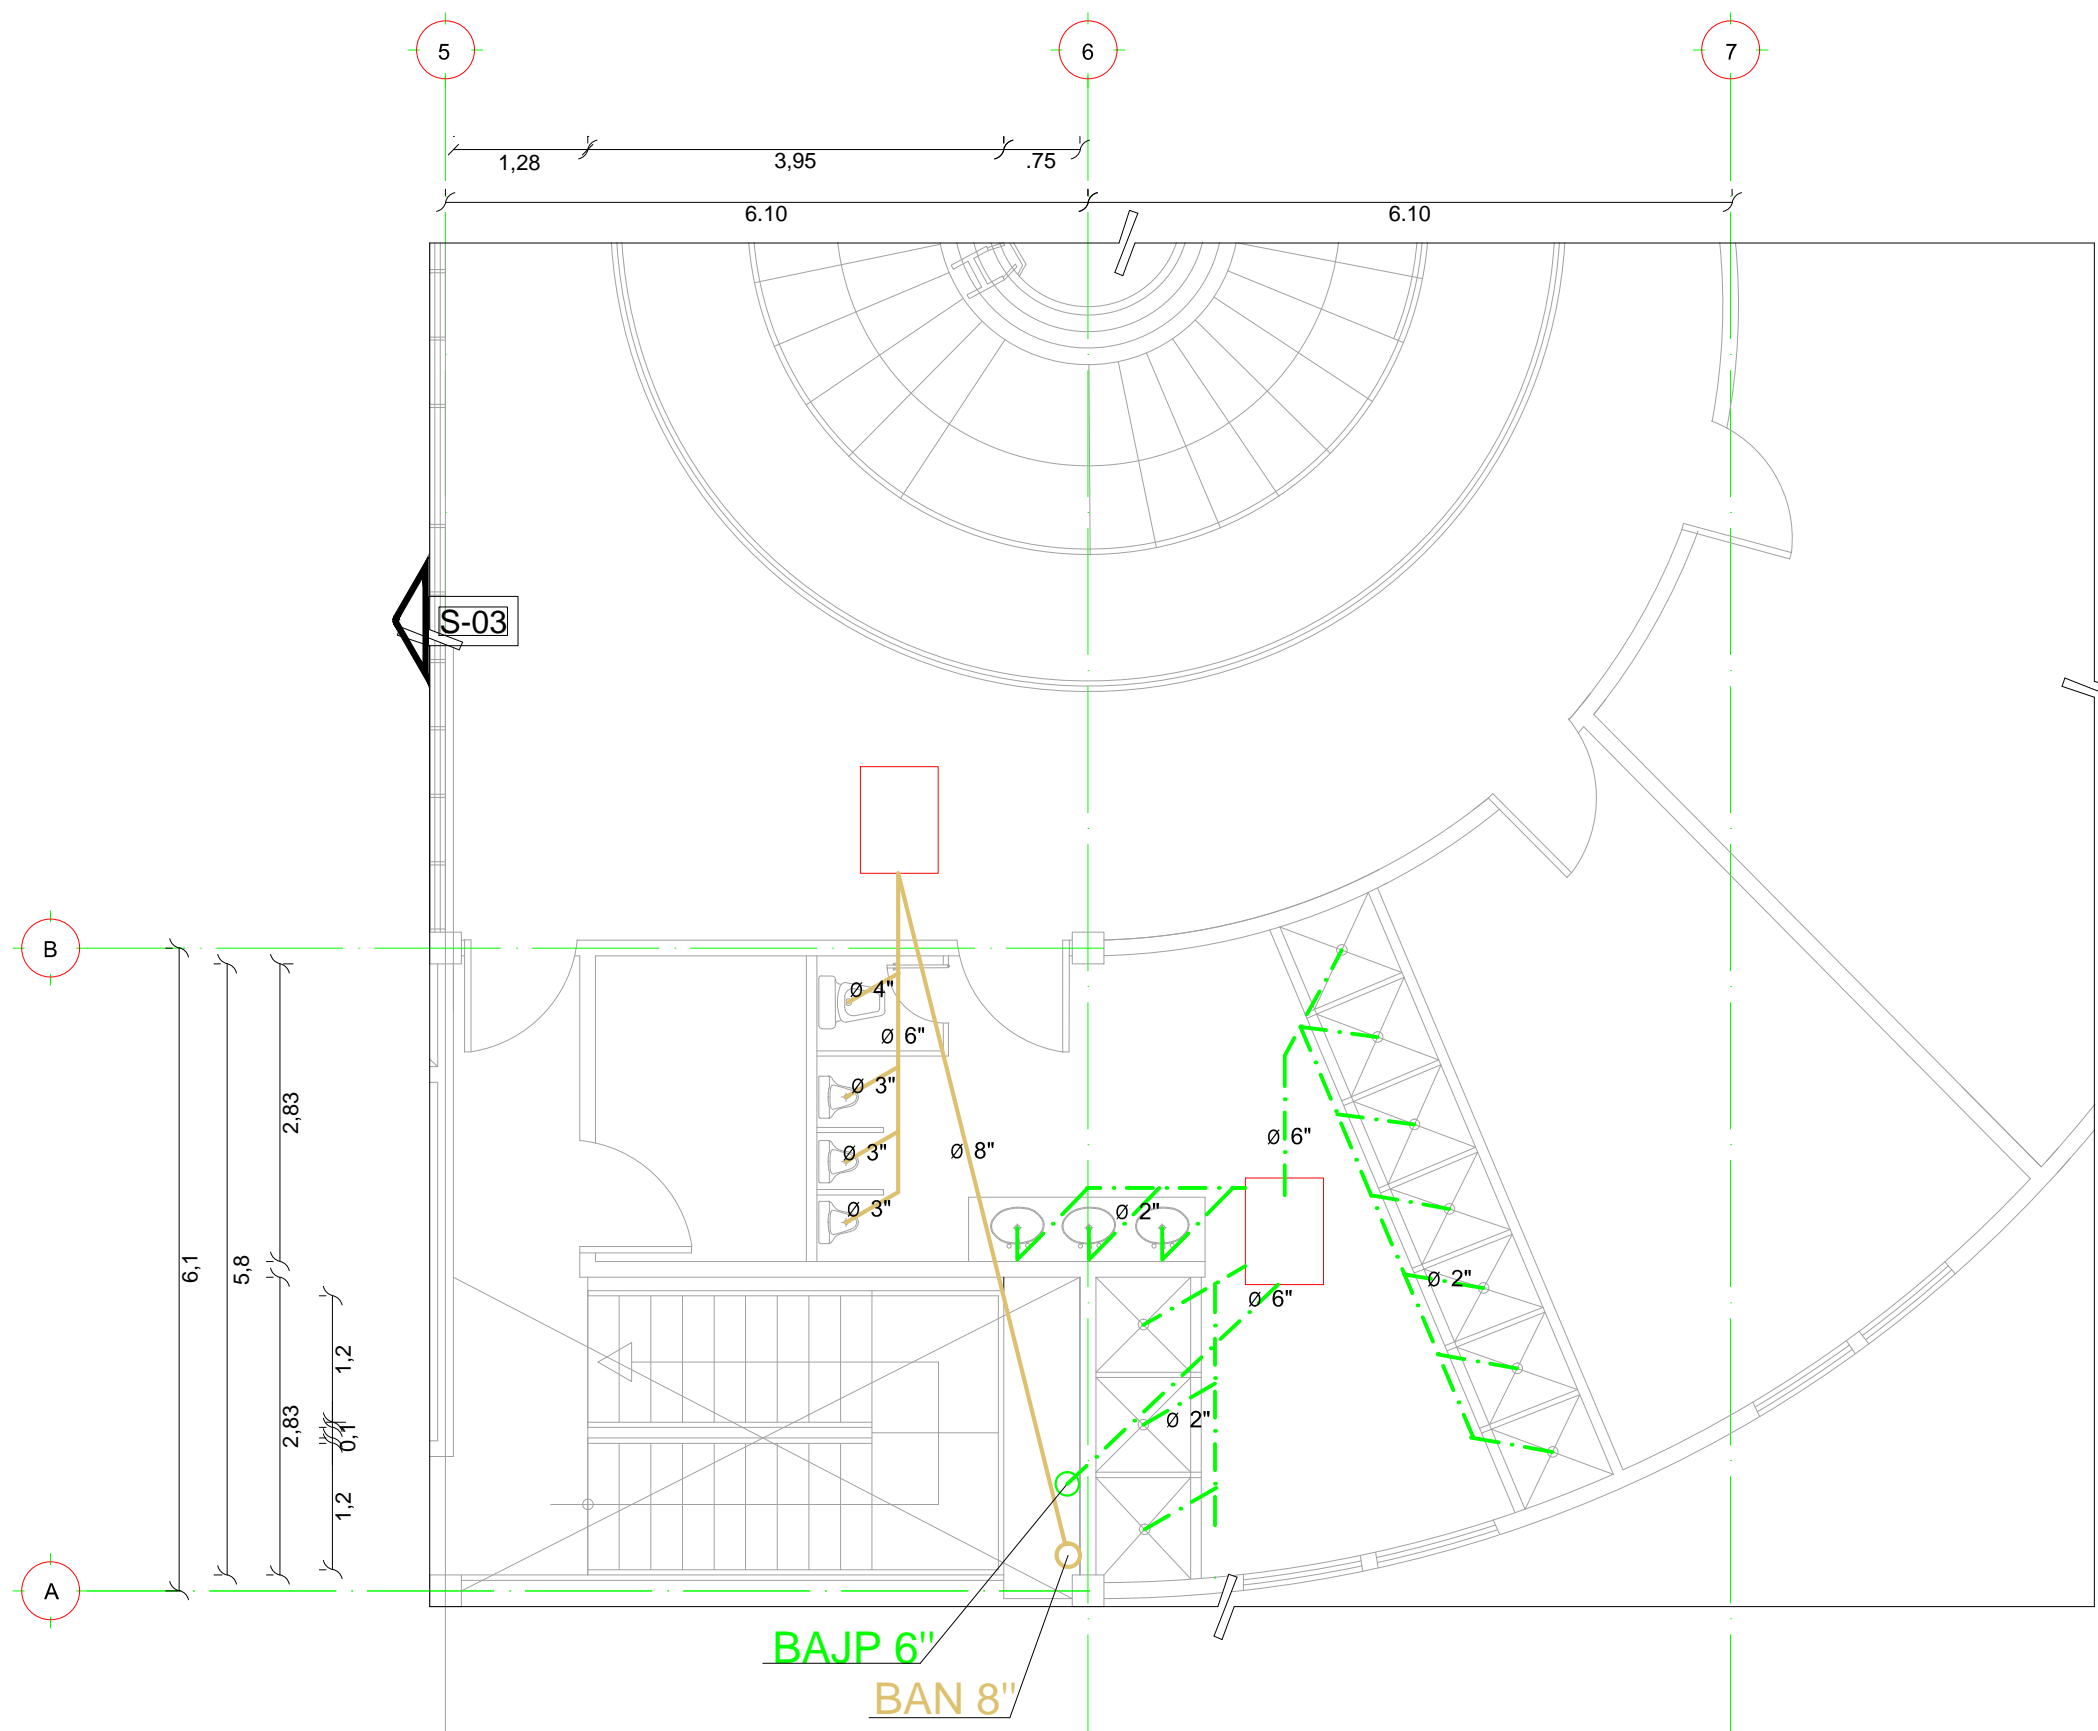 5
6
7
1,28
3,95
.75
6.10
6.10
S-03
B
Ø 4"
Ø 6"
Ø 3"
2,83
Ø 6"
Ø 3"
Ø 8"
Ø 3"
Ø 2"
6,1
5,8
Ø 2"
Ø 6"
1,2
2,83
0,1
Ø 2"
1,2
A
BAJP 6"
BAN 8"